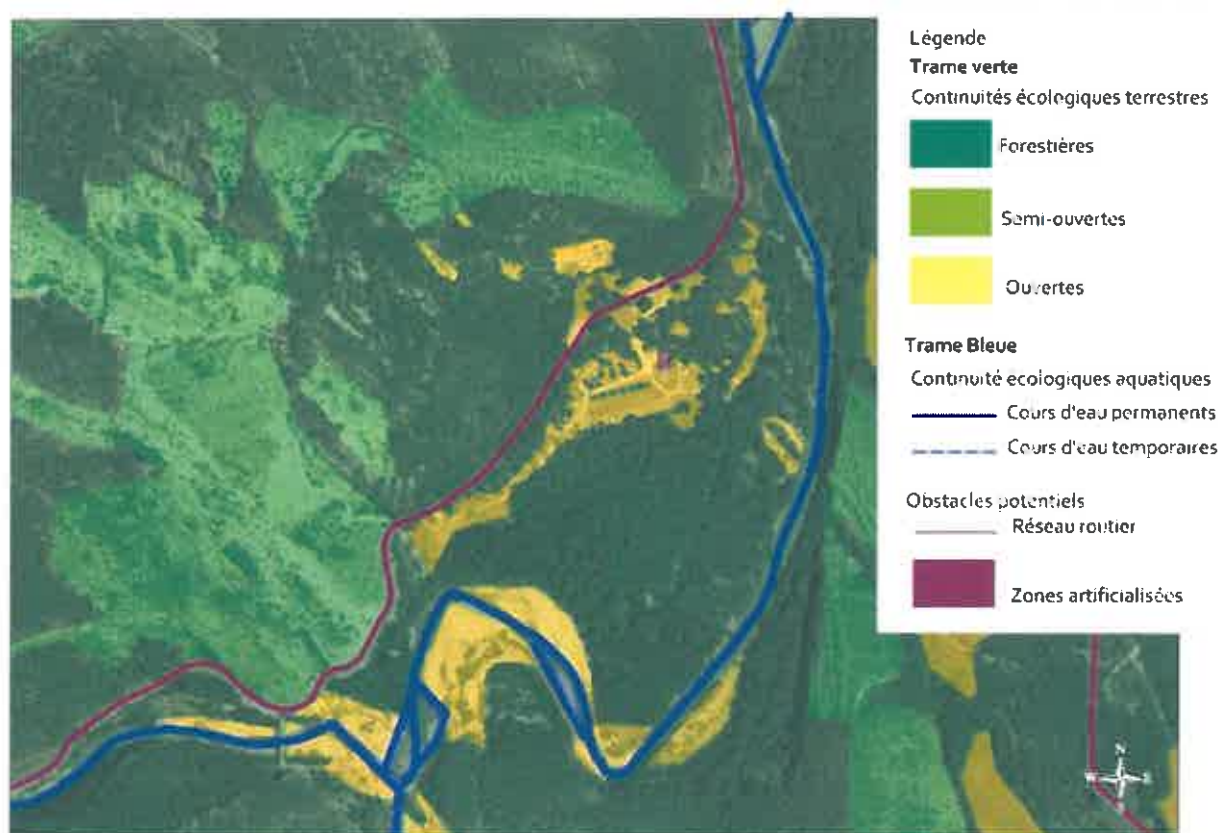 Légende
Trame verte
Continuités écologiques terrestres
Forestières
Semi-ouvertes
Ouvertes
Trame Bleue
Continuité écologiques aquatiques
Cours d'eau permanents
Cours d'eau temporaires
Obstacles potentiels
Réseau routier
Zones artificialisées
N